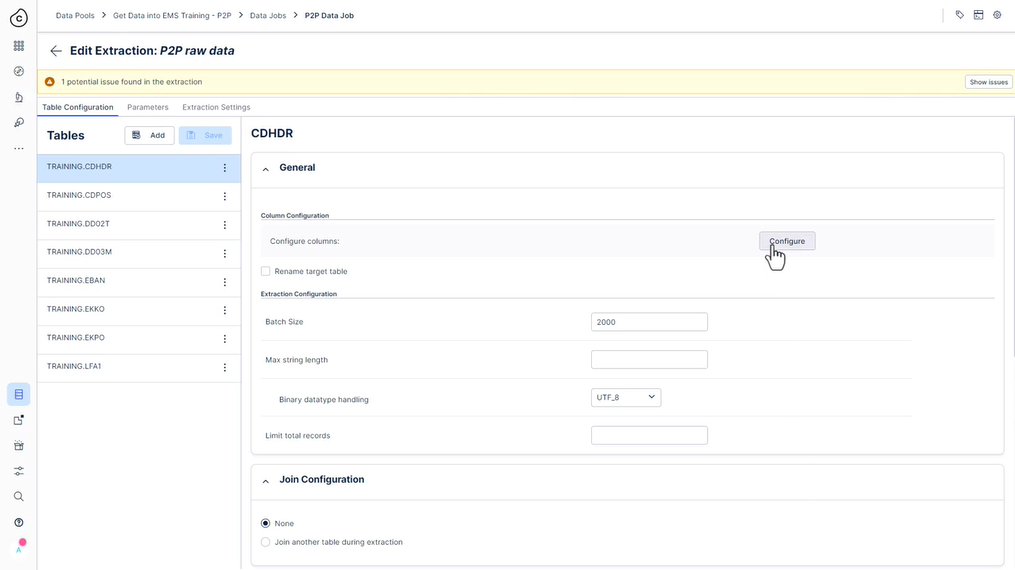 Data Pools > Get Data into EMS Training - P2P > Data Jobs > P2P Data Job
Edit Extraction: P2P raw data
1 potential issue found in the extraction
Show issues
Table Configuration Parameters Extraction Settings
Tables
Add
Save
TRAINING.CDHDR
TRAINING.CDPOS
TRAINING.DD02T
TRAINING.DD03M
TRAINING.EBAN
TRAINING.EKKO
TRAINING.EKPO
TRAINING.LFA1
CDHDR
General
Column Configuration
Configure columns:
Configure
Rename target table
Extraction Configuration
Batch Size
2000
Max string length
Binary datatype handling
UTF_8
Limit total records
Join Configuration
None
Join another table during extraction
A